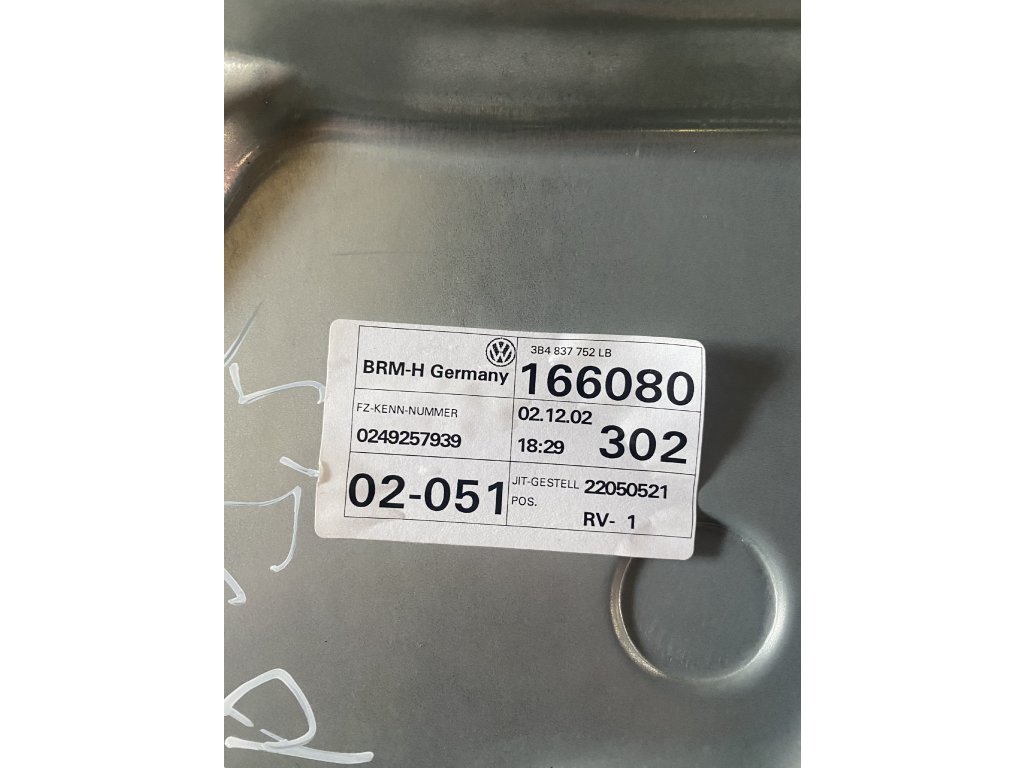 3B4 837 752 LB
BRM-H Germany
166080
FZ-KENN-NUMMER
0249257939
02.12.02
18:29
302
02-051
JIT-GESTELL 22050521
POS.
RV- 1